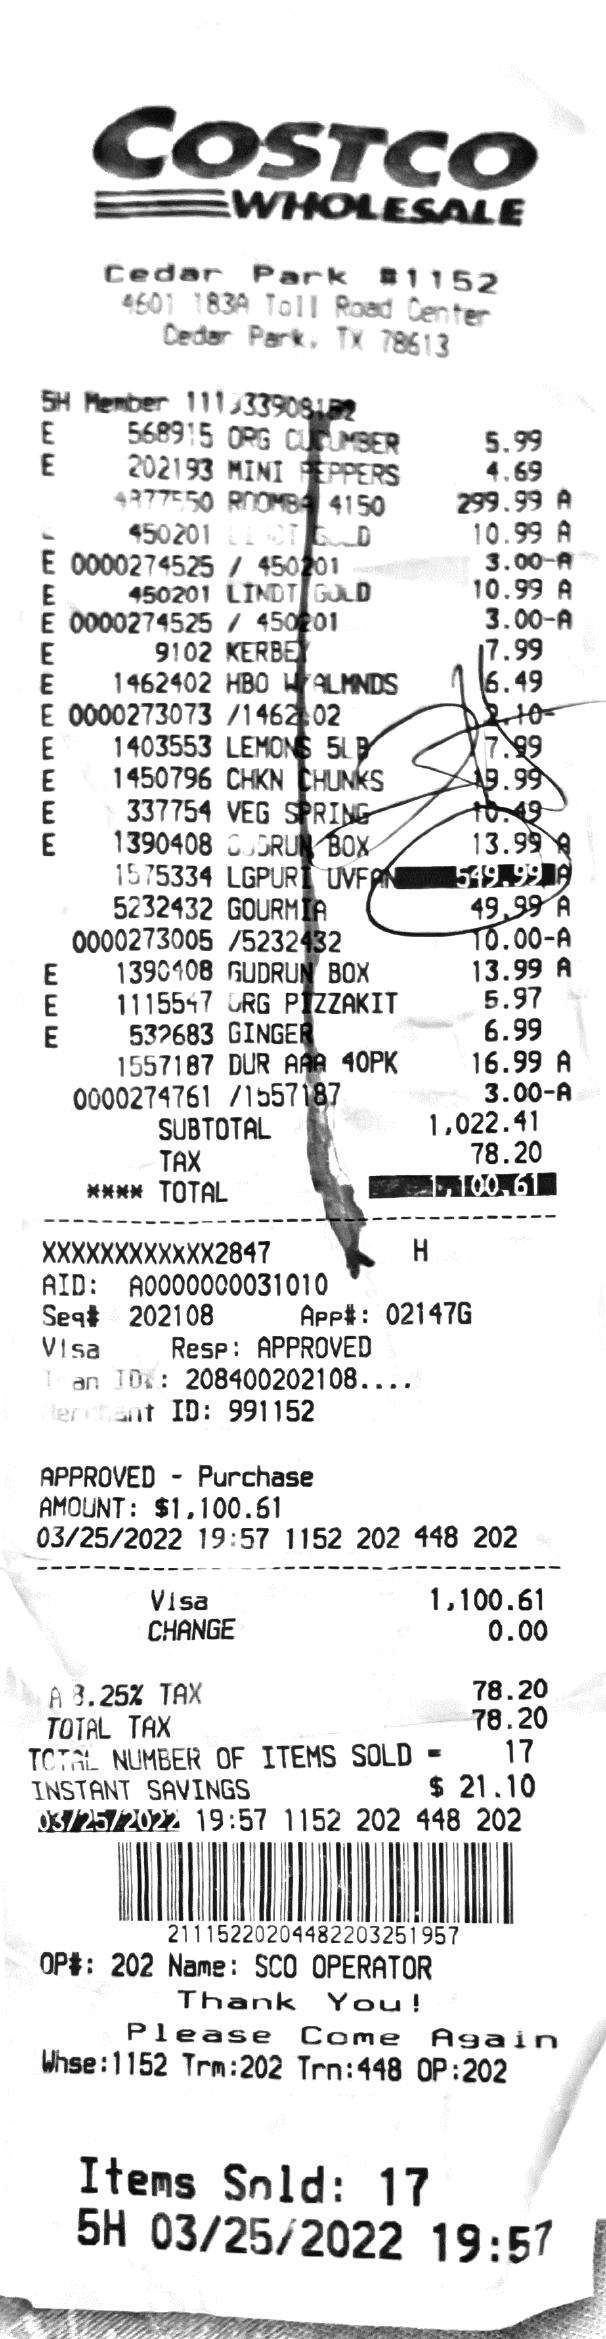 COSTCO
WHOLESALE
Cedar Park #1152
4601 183A Toll Road Center
Cedar Park, TX 78613
5H Member
E 568915 ORG CUCUMBER 5.99
E 202193 MINI PEPPERS 4.69
4377550 ROOMBA 4150 299.99 A
450201 LINDT GOLD 10.99 A
E 0000274525 / 450201 3.00-A
E 450201 LINDT GOLD 10.99 A
E 0000274525 / 450201 3.00-A
E 9102 KERBEY 7.99
E 1462402 HBO W/ALMNDS 6.49
E 0000273073 /1462402 2.10-
E 1403553 LEMONS 5LB 7.99
E 1450796 CHKN CHUNKS 19.99
E 337754 VEG SPRING 10.49
E 1390408 GUDRUN BOX 13.99 A
1575334 LGPURI UVFAN 549.99 A
5232432 GOURMIA 49.99 A
0000273005 /5232432 10.00-A
E 1390408 GUDRUN BOX 13.99 A
E 1115547 ORG PIZZAKIT 5.97
E 532683 GINGER 6.99
1557187 DUR AAA 40PK 16.99 A
0000274761 /1557187 3.00-A
SUBTOTAL 1,022.41
TAX 78.20
**** TOTAL 1,100.61
XXXXXXXXXXXX2847 H
AID: A0000000031010
Seq# 202108 App#: 02147G
Visa Resp: APPROVED
Tran ID#: 208400202108....
Merchant ID: 991152
APPROVED - Purchase
AMOUNT: $1,100.61
03/25/2022 19:57 1152 202 448 202
Visa 1,100.61
CHANGE 0.00
A 8.25% TAX 78.20
TOTAL TAX 78.20
TOTAL NUMBER OF ITEMS SOLD = 17
INSTANT SAVINGS $ 21.10
03/25/2022 19:57 1152 202 448 202
21115220204482203251957
OP#: 202 Name: SCO OPERATOR
Thank You!
Please Come Again
Whse:1152 Trm:202 Trn:448 OP:202
Items Sold: 17
5H 03/25/2022 19:57